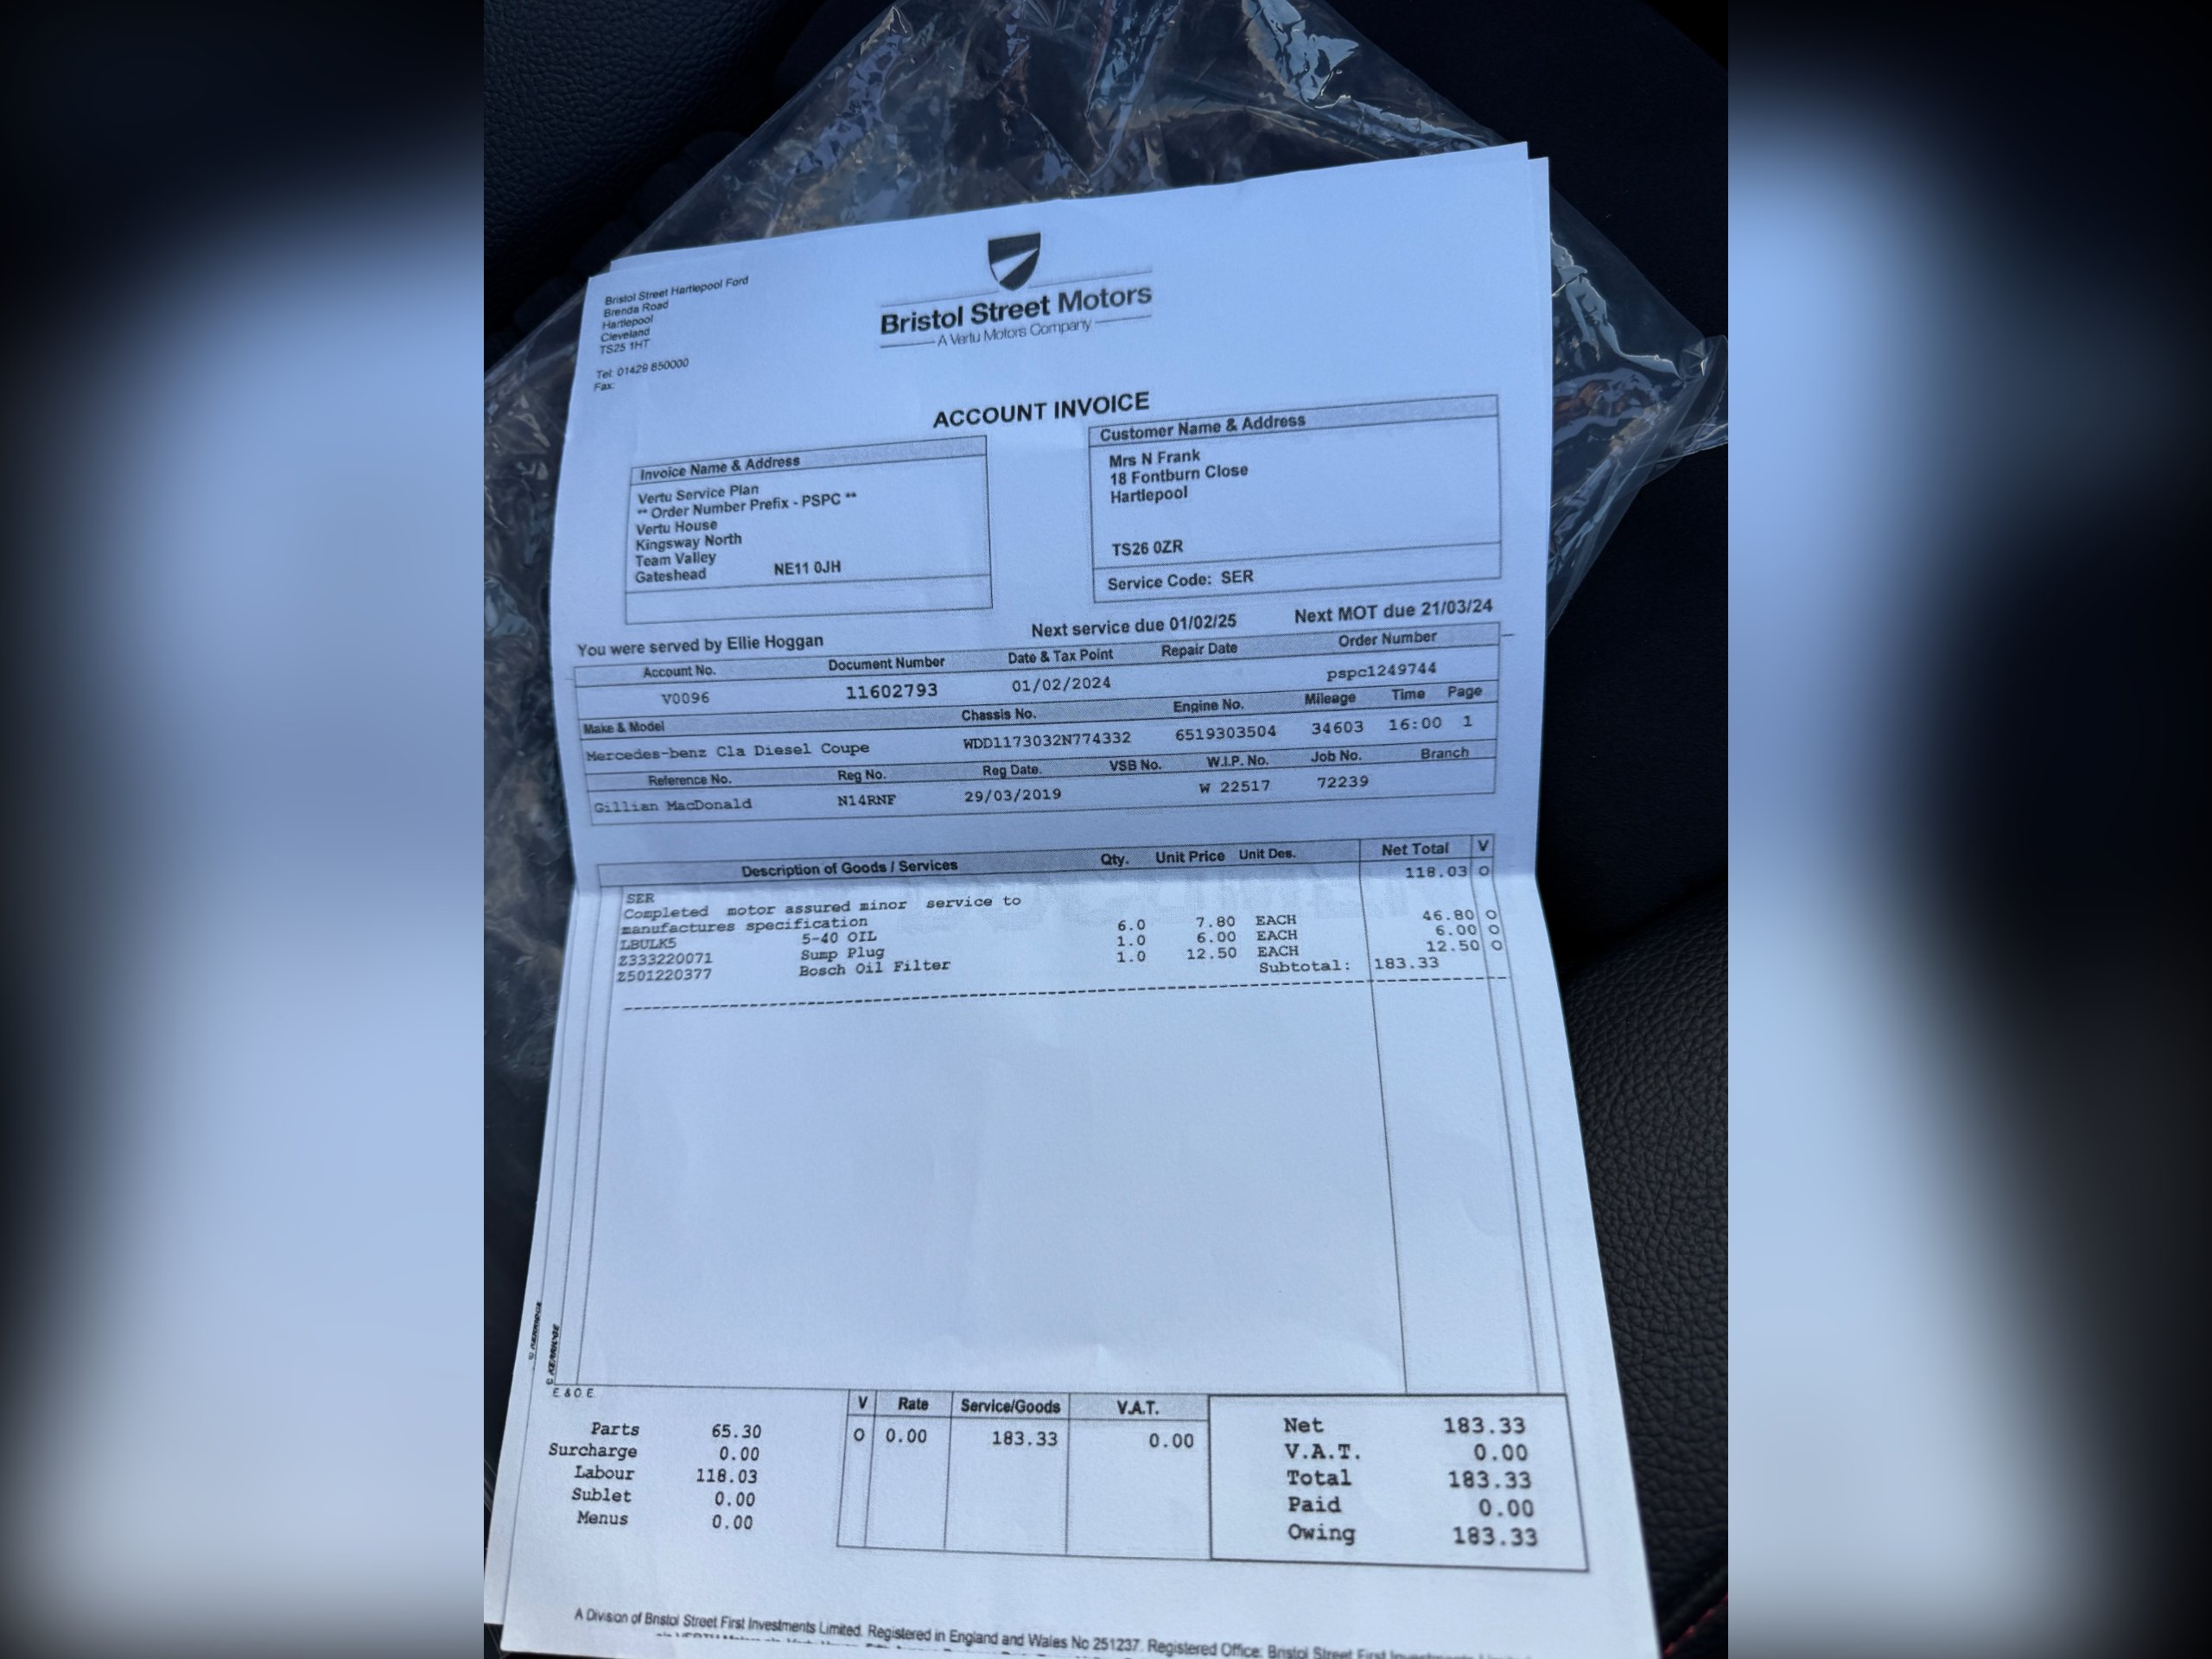 Bristol Street Hartlepool Ford
Brenda Road
Hartlepool
Cleveland
TS25 1HT
Tel: 01429 850000
Fax:
Bristol Street Motors
A Vertu Motors Company
ACCOUNT INVOICE
Invoice Name & Address
Vertu Service Plan
** Order Number Prefix - PSPC **
Vertu House
Kingsway North
Team Valley
Gateshead NE11 0JH
Customer Name & Address
Mrs N Frank
18 Fontburn Close
Hartlepool
TS26 0ZR
Service Code: SER
You were served by Ellie Hoggan Next service due 01/02/25 Next MOT due 21/03/24
Account No. Document Number Date & Tax Point Repair Date Order Number
V0096 11602793 01/02/2024 pspc1249744
Make & Model Chassis No. Engine No. Mileage Time Page
Mercedes-benz Cla Diesel Coupe WDD1173032N774332 6519303504 34603 16:00 1
Reference No. Reg No. Reg Date. VSB No. W.I.P. No. Job No. Branch
Gillian MacDonald N14RNF 29/03/2019 W 22517 72239
Description of Goods / Services Qty. Unit Price Unit Des. Net Total V
SER 118.03 O
Completed motor assured minor service to
manufactures specification
LBULK5 5-40 OIL 6.0 7.80 EACH 46.80 O
Z333220071 Sump Plug 1.0 6.00 EACH 6.00 O
Z501220377 Bosch Oil Filter 1.0 12.50 EACH 12.50 O
Subtotal: 183.33
© KERRIDGE
© KERRIDGE
E. & O. E.
Parts 65.30
Surcharge 0.00
Labour 118.03
Sublet 0.00
Menus 0.00
V Rate Service/Goods V.A.T.
O 0.00 183.33 0.00
Net 183.33
V.A.T. 0.00
Total 183.33
Paid 0.00
Owing 183.33
A Division of Bristol Street First Investments Limited. Registered in England and Wales No 251237. Registered Office: Bristol Street First Investments